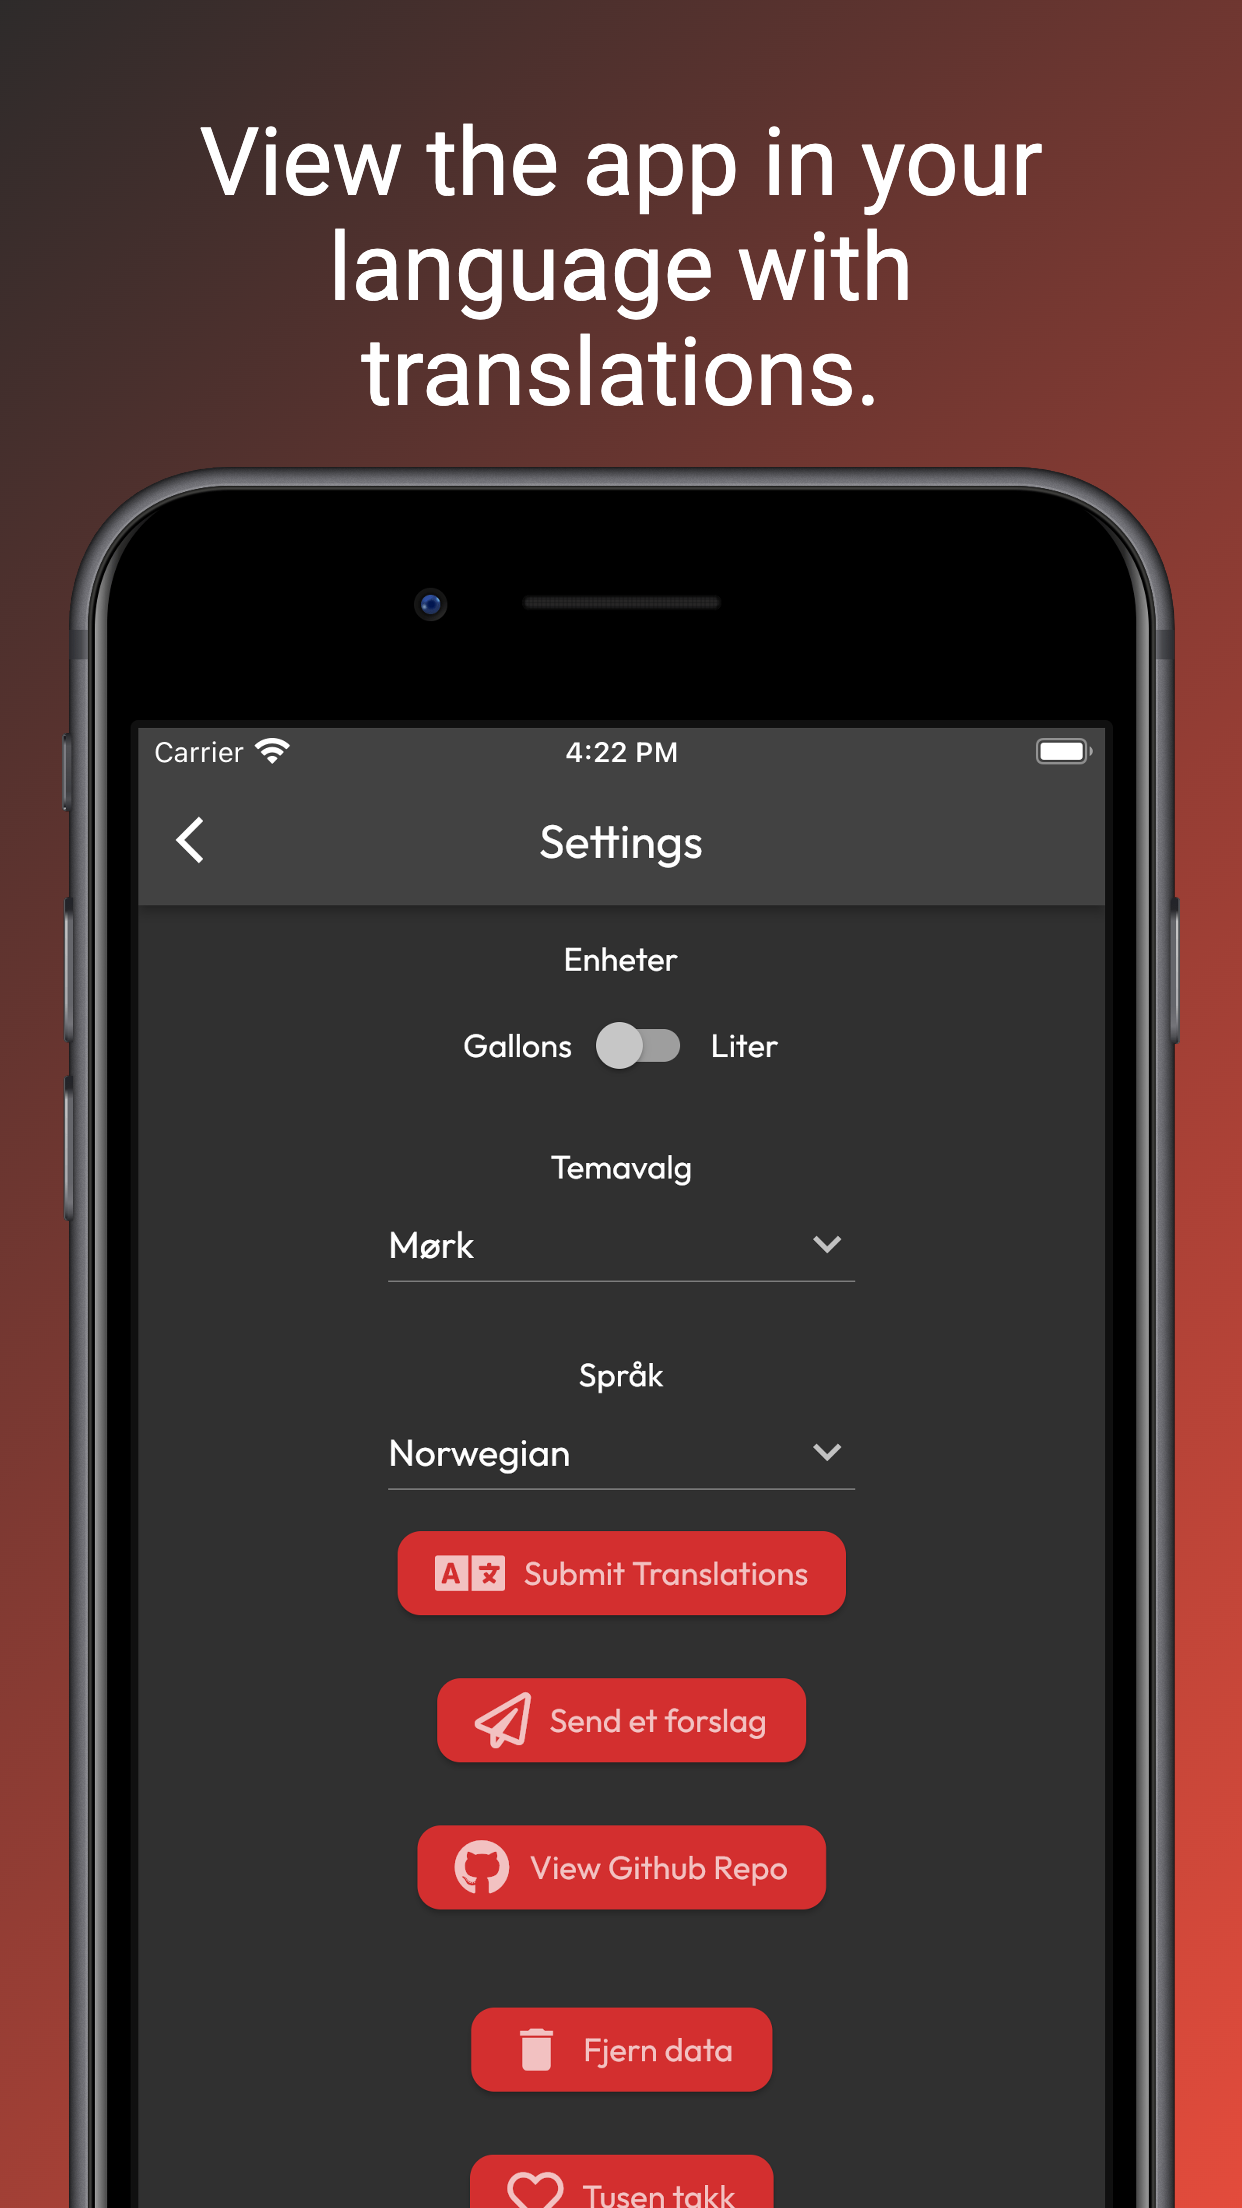 View the app in your
language with
translations.
Carrier
4:22 PM
Settings
Enheter
Gallons
Liter
Temavalg
Mørk
Språk
Norwegian
A
Submit Translations
Send et forslag
View Github Repo
Fjern data
Tusen takk